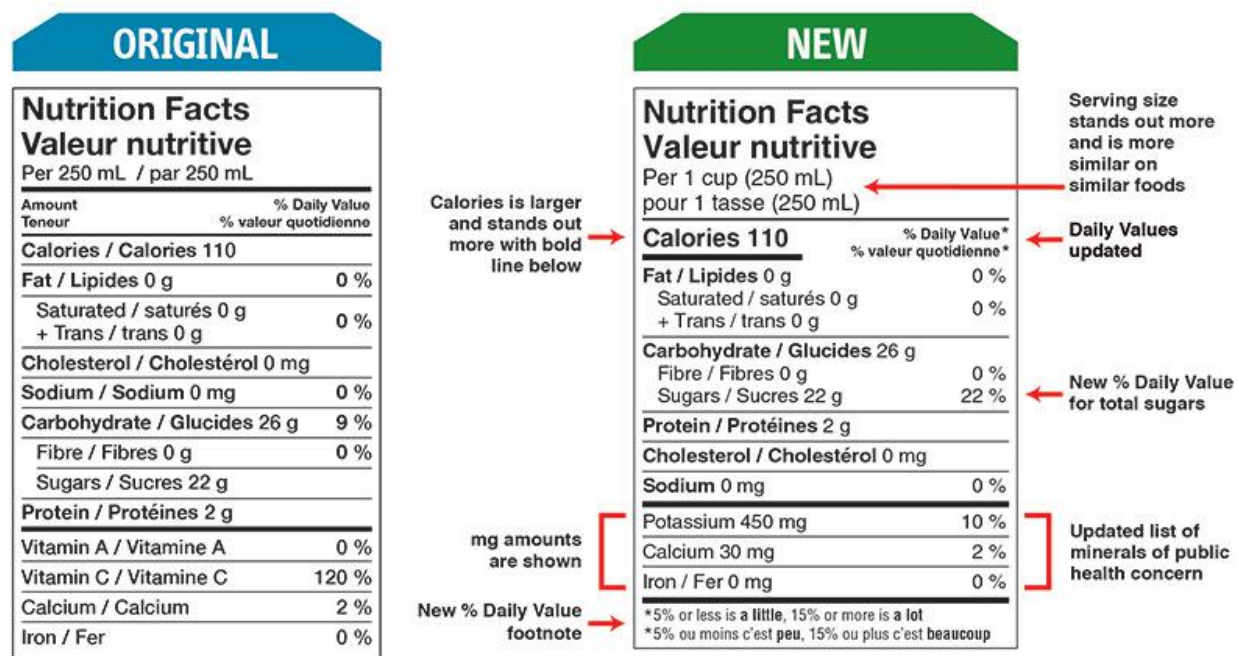 ORIGINAL
Nutrition Facts
Valeur nutritive
Per 250 mL / par 250 mL
Amount % Daily Value
Teneur % valeur quotidienne
Calories / Calories 110
Fat / Lipides 0 g 0 %
Saturated / saturés 0 g
+ Trans / trans 0 g 0 %
Cholesterol / Cholestérol 0 mg
Sodium / Sodium 0 mg 0 %
Carbohydrate / Glucides 26 g 9 %
Fibre / Fibres 0 g 0 %
Sugars / Sucres 22 g
Protein / Protéines 2 g
Vitamin A / Vitamine A 0 %
Vitamin C / Vitamine C 120 %
Calcium / Calcium 2 %
Iron / Fer 0 %
Calories is larger
and stands out
more with bold
line below
mg amounts
are shown
New % Daily Value
footnote
NEW
Nutrition Facts
Valeur nutritive
Per 1 cup (250 mL)
pour 1 tasse (250 mL)
Calories 110 % Daily Value*
% valeur quotidienne*
Fat / Lipides 0 g 0 %
Saturated / saturés 0 g
+ Trans / trans 0 g 0 %
Carbohydrate / Glucides 26 g
Fibre / Fibres 0 g 0 %
Sugars / Sucres 22 g 22 %
Protein / Protéines 2 g
Cholesterol / Cholestérol 0 mg
Sodium 0 mg 0 %
Potassium 450 mg 10 %
Calcium 30 mg 2 %
Iron / Fer 0 mg 0 %
*5% or less is a little, 15% or more is a lot
*5% ou moins c'est peu, 15% ou plus c'est beaucoup
Serving size
stands out more
and is more
similar on
similar foods
Daily Values
updated
New % Daily Value
for total sugars
Updated list of
minerals of public
health concern